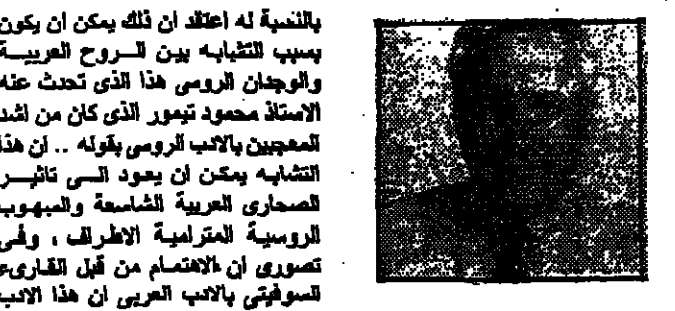 بالنسبة له اعتقد ان ذلك يمكن ان يكون
بسبب التشابه بين الروح العربية
والوجدان الروسى هذا الذى تحدث عنه
الاستاذ محمود تيمور الذى كان من اشد
المعجبين بالادب الروسى بقوله .. ان هذا
التشابه يمكن ان يعود الى تاثير
الصحارى العربية الشاسعة والسهوب
الروسية المترامية الاطراف ، وفى
تصورى ان الاهتمام من قبل القارىء
السوفيتى بالادب العربى ان هذا الادب